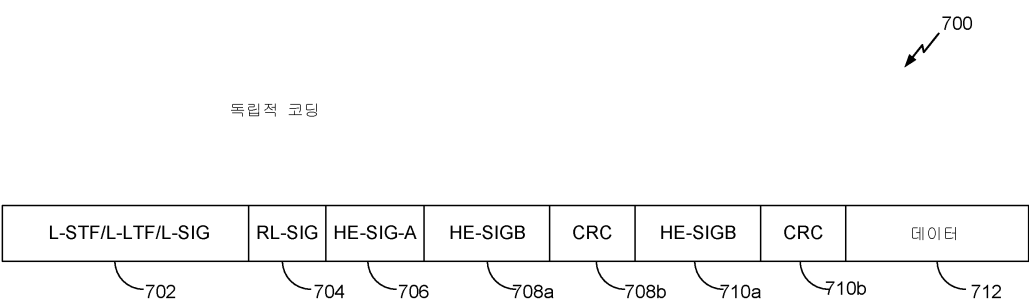 700
독립적 코딩
L-STF/L-LTF/L-SIG RL-SIG HE-SIG-A HE-SIGB CRC HE-SIGB CRC 데이터
702 704 706 708a 708b 710a 710b 712